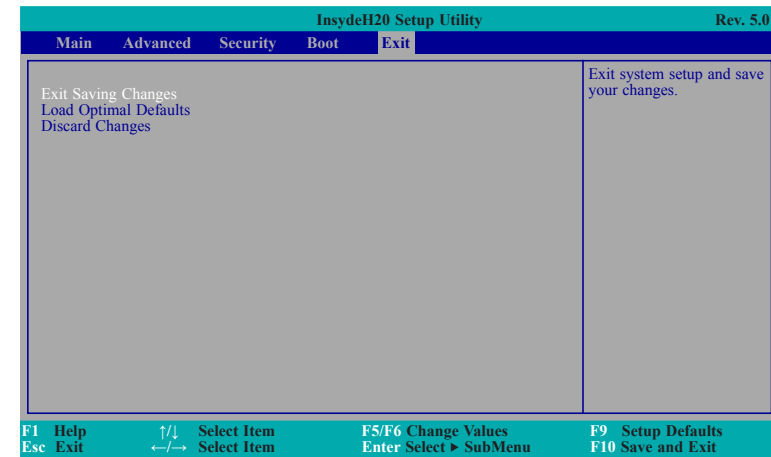 InsydeH20 Setup Utility Rev. 5.0
Main Advanced Security Boot Exit
Exit Saving Changes
Load Optimal Defaults
Discard Changes
Exit system setup and save
your changes.
F1 Help ↑/↓ Select Item F5/F6 Change Values F9 Setup Defaults
Esc Exit ←/→ Select Item Enter Select ► SubMenu F10 Save and Exit